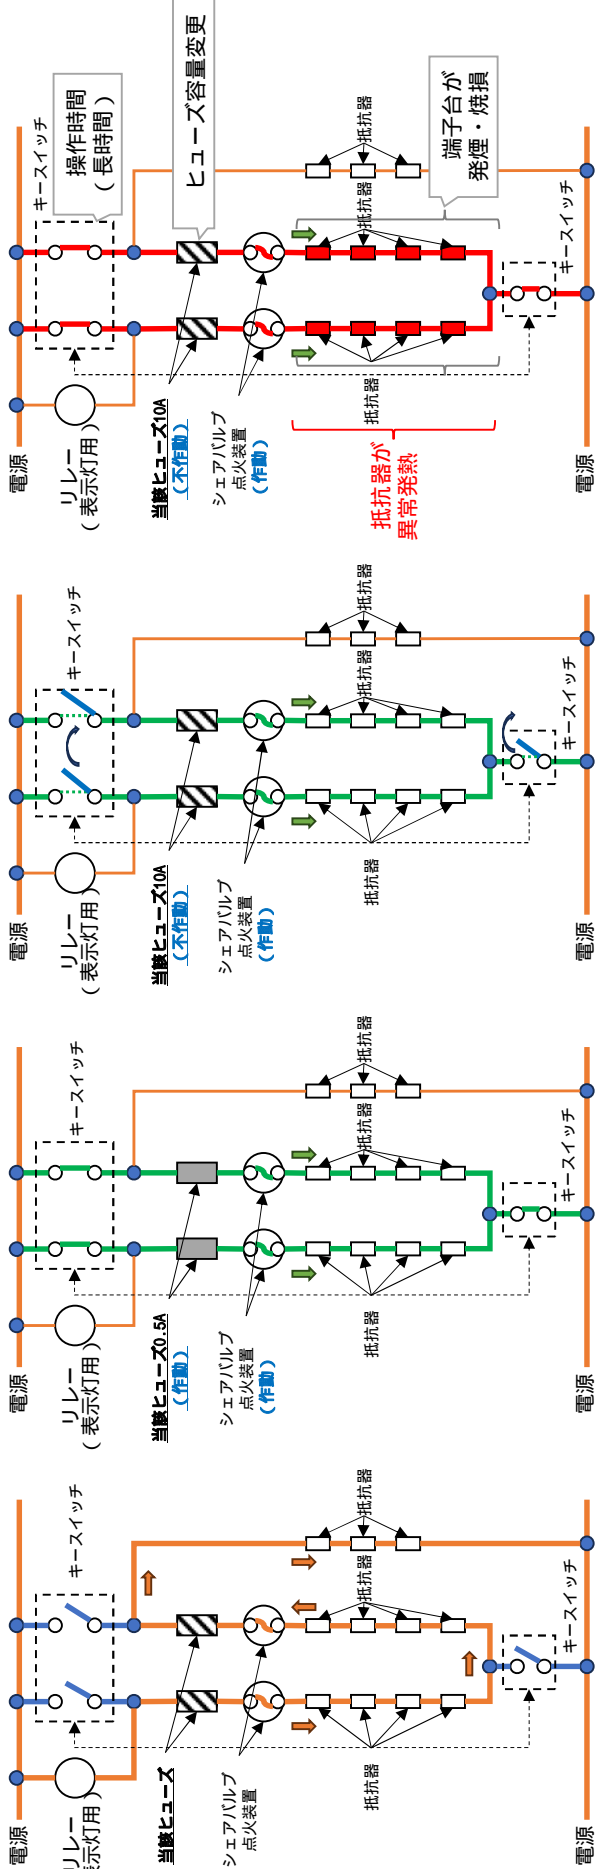 キースイッチ
操作時間
(長時間)
ヒューズ容量変更
端子台が
発煙・焼損
抵抗器
抵抗器
キースイッチ
電源
リレー
(表示灯用)
当該ヒューズ10A
(不作動)
シェアバルブ
点火装置
(作動)
抵抗器
抵抗器が
異常発熱
電源
キースイッチ
抵抗器
抵抗器
キースイッチ
電源
リレー
(表示灯用)
当該ヒューズ10A
(不作動)
シェアバルブ
点火装置
(作動)
抵抗器
電源
キースイッチ
抵抗器
抵抗器
キースイッチ
電源
リレー
(表示灯用)
当該ヒューズ0.5A
(作動)
シェアバルブ
点火装置
(作動)
抵抗器
電源
キースイッチ
抵抗器
抵抗器
キースイッチ
電源
リレー
表示灯用)
当該ヒューズ
シェアバルブ
点火装置
抵抗器
電源